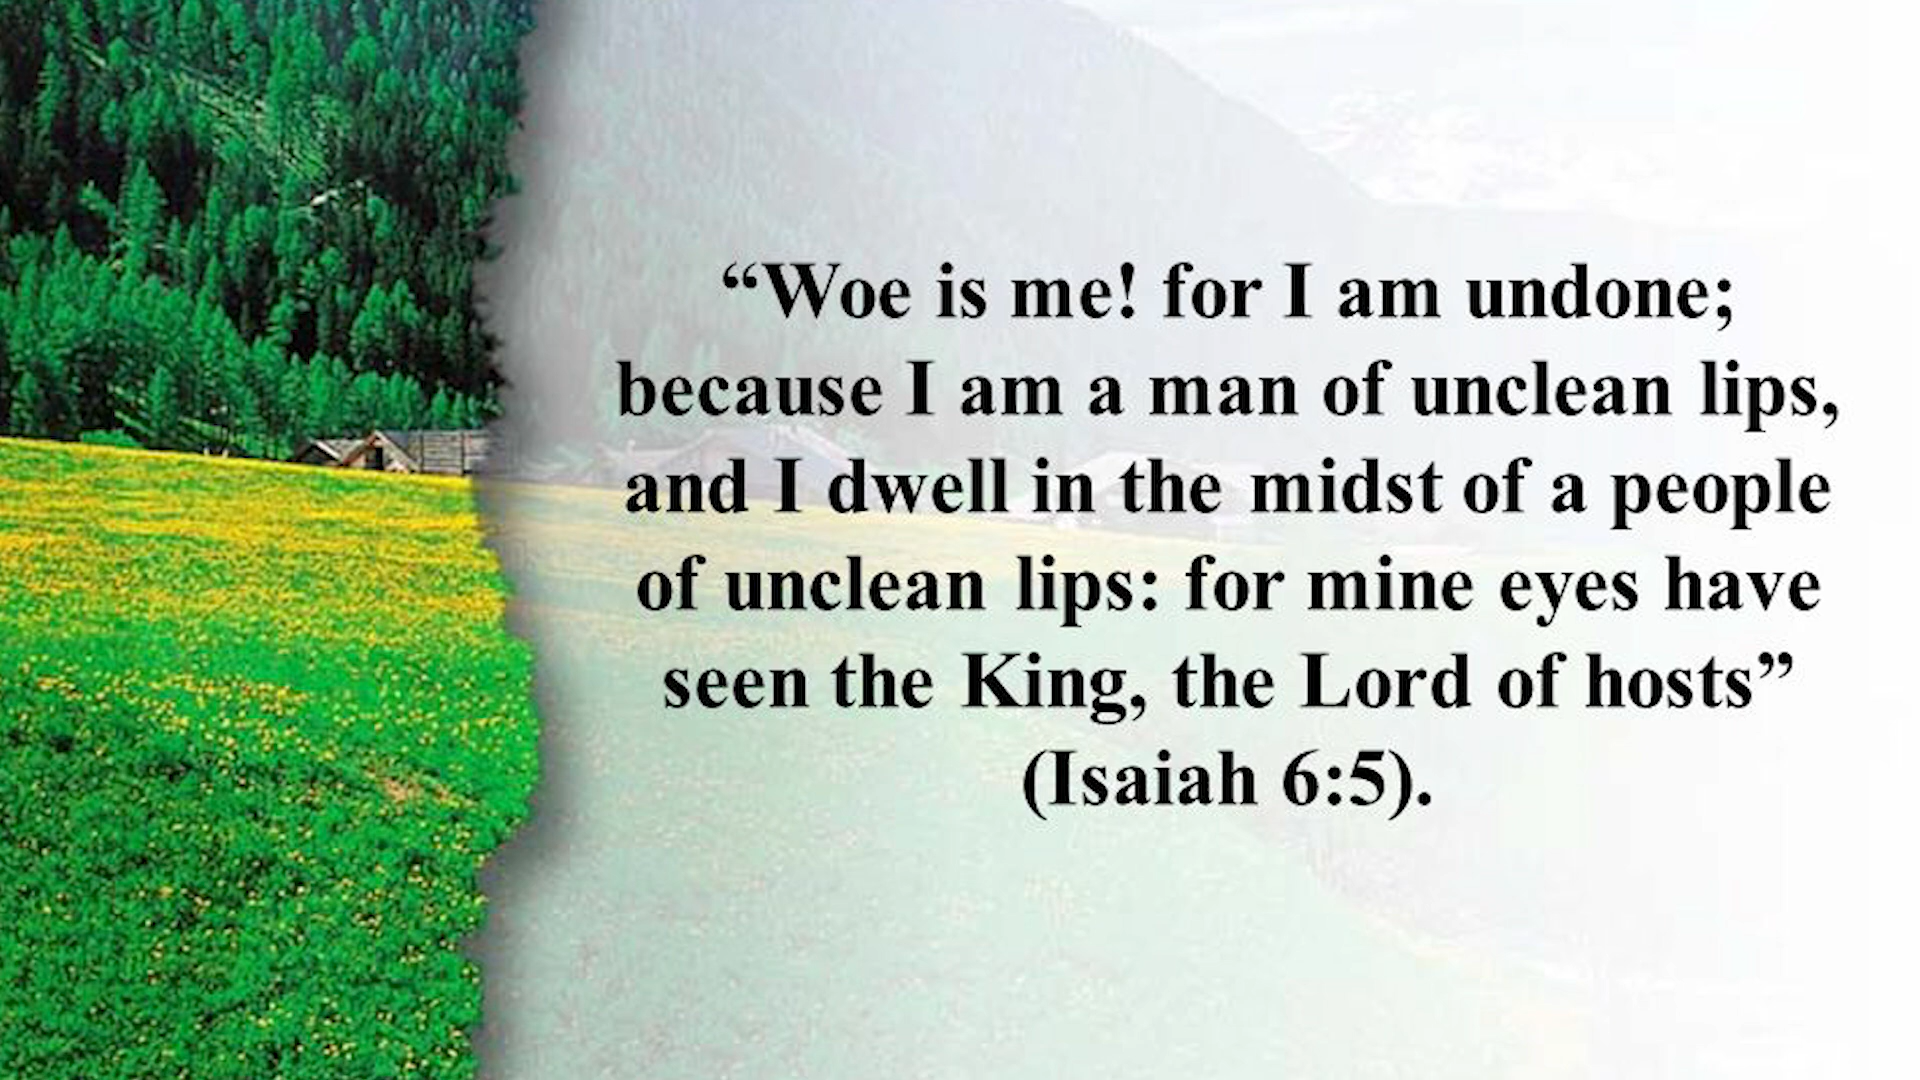 “Woe is me! for I am undone;
because I am a man of unclean lips,
and I dwell in the midst of a people
of unclean lips: for mine eyes have
seen the King, the Lord of hosts”
(Isaiah 6:5).